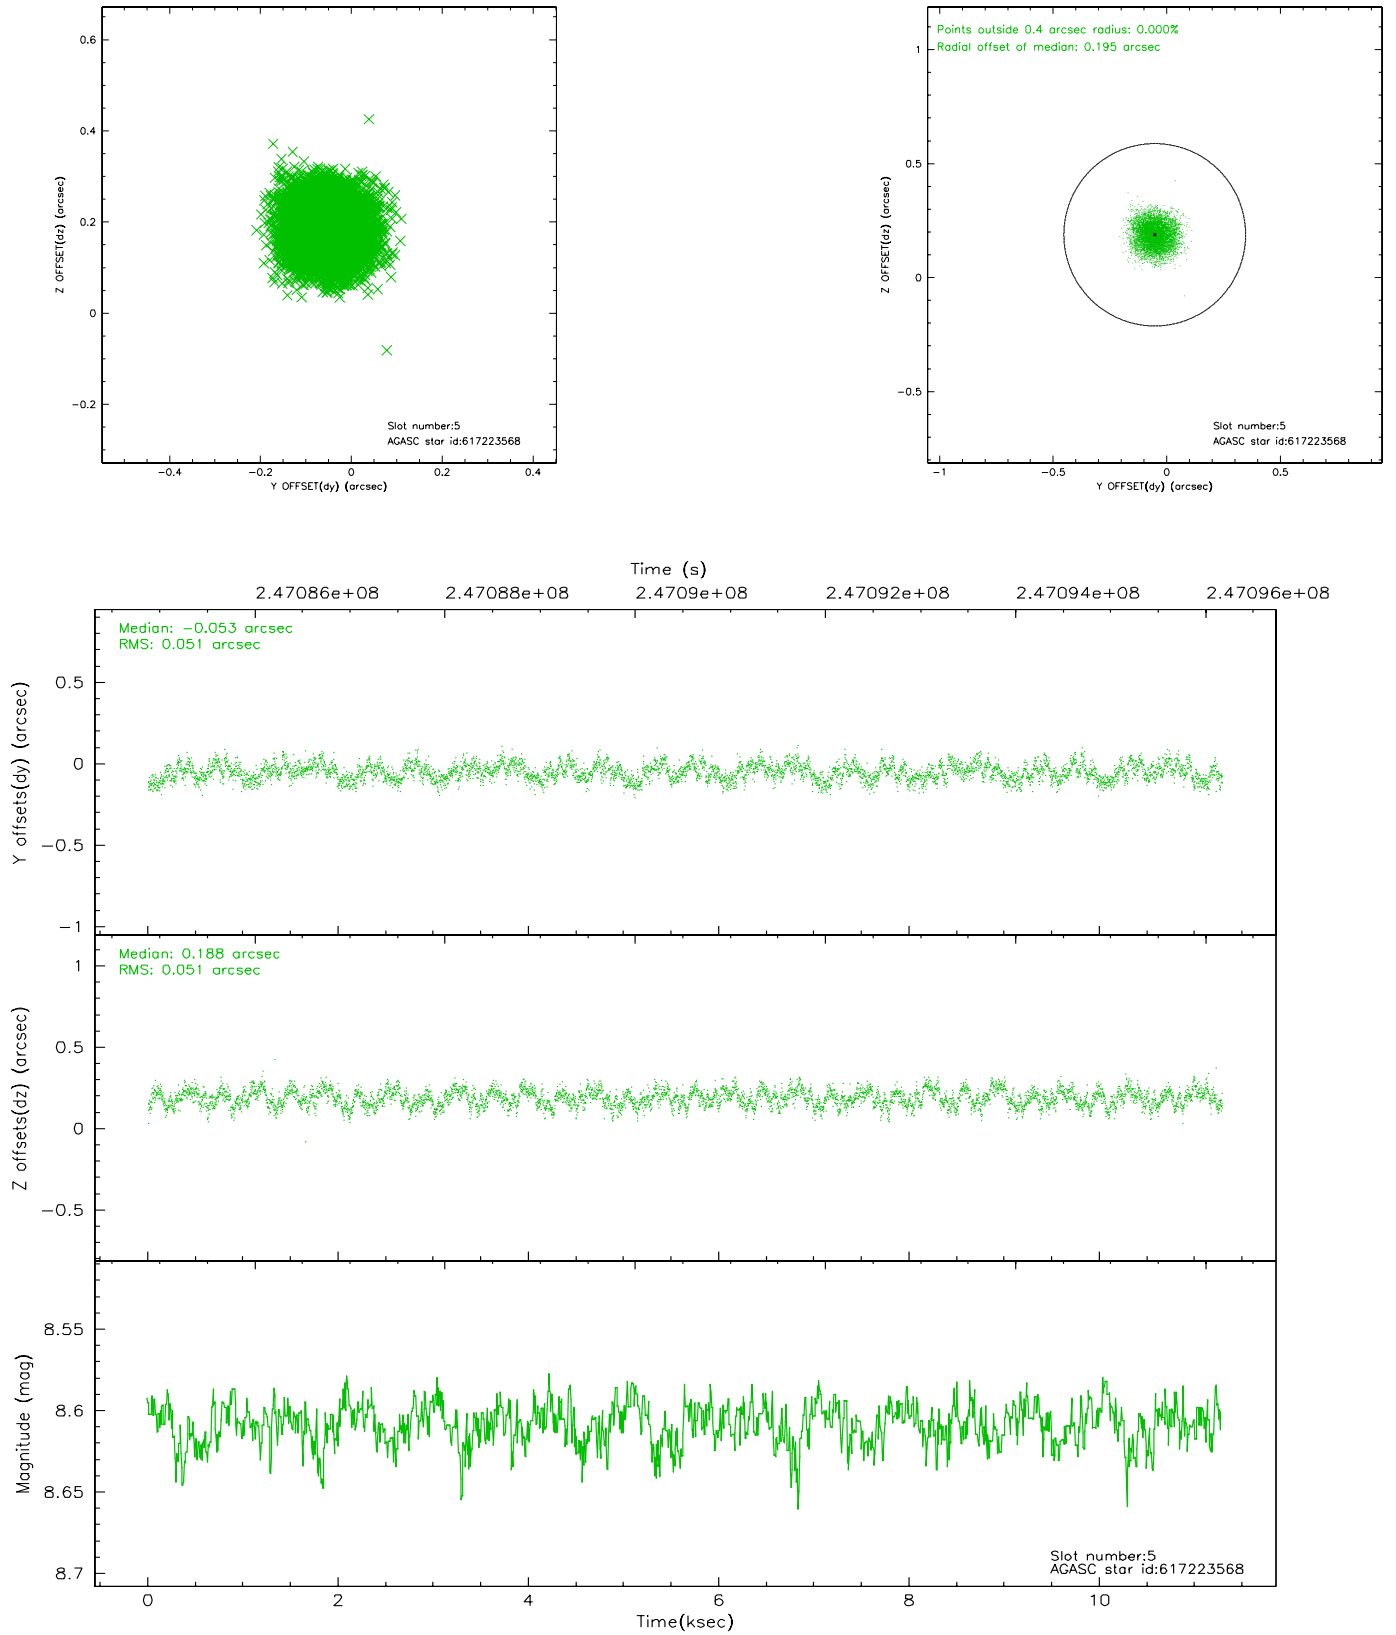 0.6
0.4
0.2
0
−0.2
−0.4
−0.2
0
0.2
0.4
Z OFFSET(dz) (arcsec)
Y OFFSET(dy) (arcsec)
Slot number:5
AGASC star id:617223568
Points outside 0.4 arcsec radius: 0.000%
Radial offset of median: 0.195 arcsec
1
0.5
0
−0.5
−1
−0.5
0
0.5
Z OFFSET(dz) (arcsec)
Y OFFSET(dy) (arcsec)
Slot number:5
AGASC star id:617223568
Time (s)
2.47086e+08 2.47088e+08 2.4709e+08 2.47092e+08 2.47094e+08 2.47096e+08
Median: −0.053 arcsec
RMS: 0.051 arcsec
0.5
0
−0.5
−1
Y offsets(dy) (arcsec)
Median: 0.188 arcsec
RMS: 0.051 arcsec
1
0.5
0
−0.5
Z offsets(dz) (arcsec)
8.55
8.6
8.65
8.7
Magnitude (mag)
Slot number:5
AGASC star id:617223568
0 2 4 6 8 10
Time(ksec)